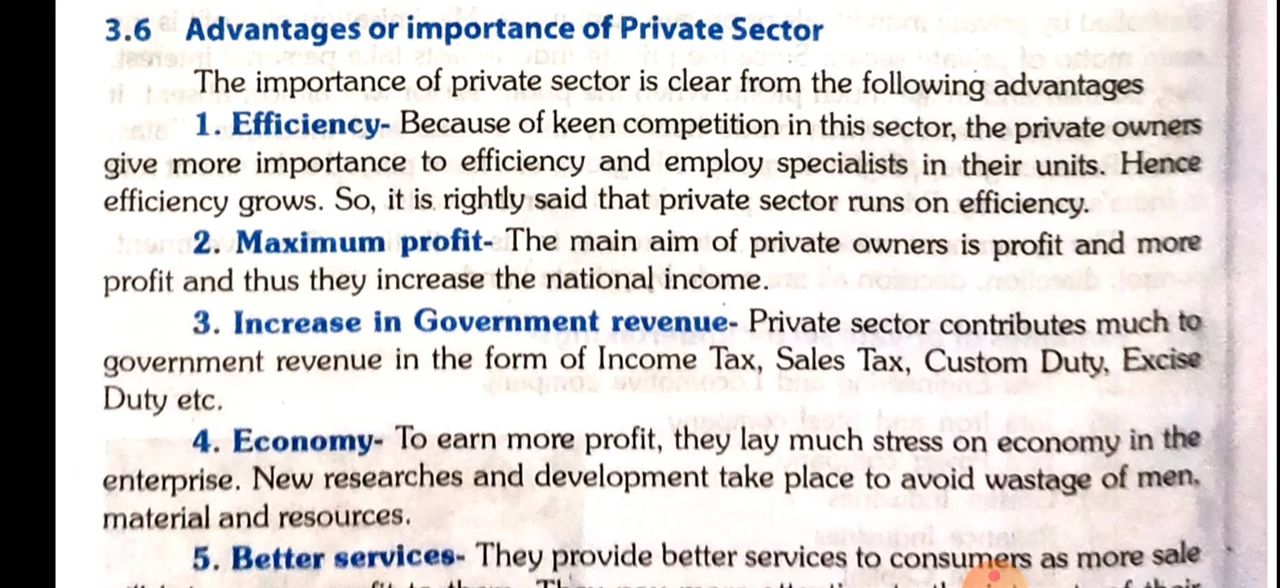 3.6 Advantages or importance of Private Sector
The importance of private sector is clear from the following advantages
1. Efficiency- Because of keen competition in this sector, the private owners
give more importance to efficiency and employ specialists in their units. Hence
efficiency grows. So, it is rightly said that private sector runs on efficiency.
2. Maximum profit- The main aim of private owners is profit and more
profit and thus they increase the national income.
3. Increase in Government revenue- Private sector contributes much to
government revenue in the form of Income Tax, Sales Tax, Custom Duty, Excise
Duty etc.
4. Economy- To earn more profit, they lay much stress on economy in the
enterprise. New researches and development take place to avoid wastage of men,
material and resources.
5. Better services- They provide better services to consumers as more sale